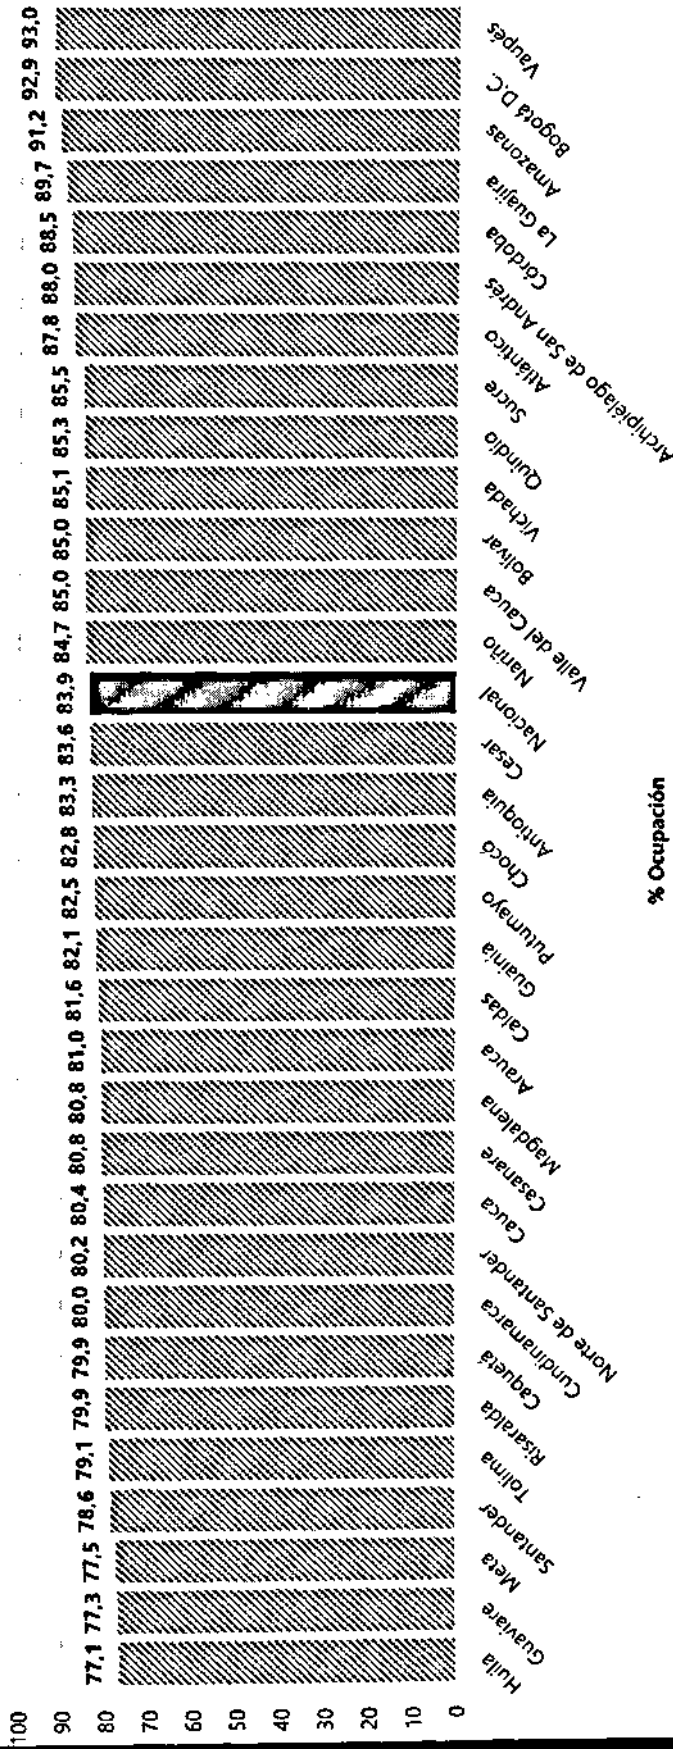 100
90
80
70
60
50
40
30
20
10
0
77,1 77,3 77,5 78,6 79,1 79,9 79,9 80,0 80,2 80,4 80,8 80,8 81,0 81,6 82,1 82,5 82,8 83,3 83,6 83,9 84,7 85,0 85,0 85,1 85,3 85,5 87,8 88,0 88,5 89,7 91,2 92,9 93,0
Huila
Guaviare
Meta
Santander
Tolima
Risaralda
Caquetá
Cundinamarca
Norte de Santander
Cauca
Casanare
Magdalena
Arauca
Caldas
Guainía
Putumayo
Chocó
Antioquia
Cesar
Nacional
Nariño
Valle del Cauca
Bolívar
Vichada
Quindío
Sucre
Atlántico
Archipiélago de San Andrés
Córdoba
La Guajira
Amazonas
Bogotá D.C.
Vaupés
% Ocupación